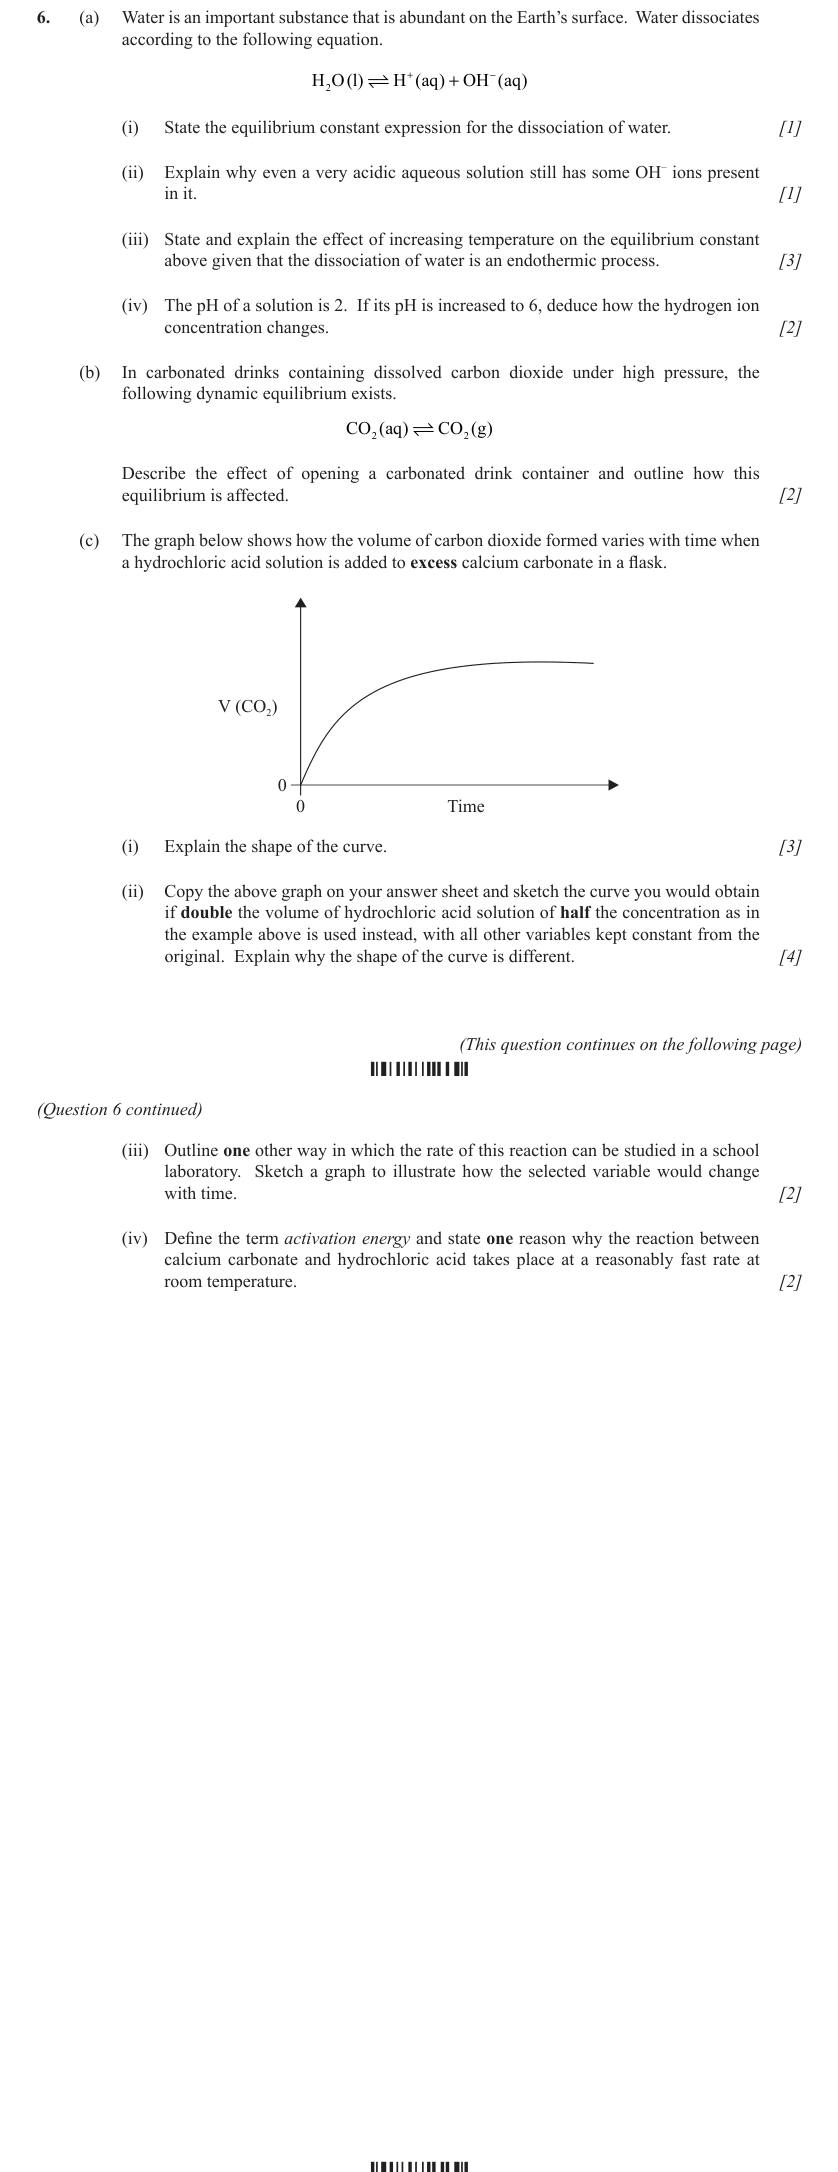 6. (a) Water is an important substance that is abundant on the Earth’s surface. Water dissociates
according to the following equation.
H₂O(l) ⇌ H⁺(aq) + OH⁻(aq)
(i) State the equilibrium constant expression for the dissociation of water. [1]
(ii) Explain why even a very acidic aqueous solution still has some OH⁻ ions present
in it. [1]
(iii) State and explain the effect of increasing temperature on the equilibrium constant
above given that the dissociation of water is an endothermic process. [3]
(iv) The pH of a solution is 2. If its pH is increased to 6, deduce how the hydrogen ion
concentration changes. [2]
(b) In carbonated drinks containing dissolved carbon dioxide under high pressure, the
following dynamic equilibrium exists.
CO₂(aq) ⇌ CO₂(g)
Describe the effect of opening a carbonated drink container and outline how this
equilibrium is affected. [2]
(c) The graph below shows how the volume of carbon dioxide formed varies with time when
a hydrochloric acid solution is added to excess calcium carbonate in a flask.
V (CO₂)
0
0
Time
(i) Explain the shape of the curve. [3]
(ii) Copy the above graph on your answer sheet and sketch the curve you would obtain
if double the volume of hydrochloric acid solution of half the concentration as in
the example above is used instead, with all other variables kept constant from the
original. Explain why the shape of the curve is different. [4]
(This question continues on the following page)
(Question 6 continued)
(iii) Outline one other way in which the rate of this reaction can be studied in a school
laboratory. Sketch a graph to illustrate how the selected variable would change
with time. [2]
(iv) Define the term activation energy and state one reason why the reaction between
calcium carbonate and hydrochloric acid takes place at a reasonably fast rate at
room temperature. [2]